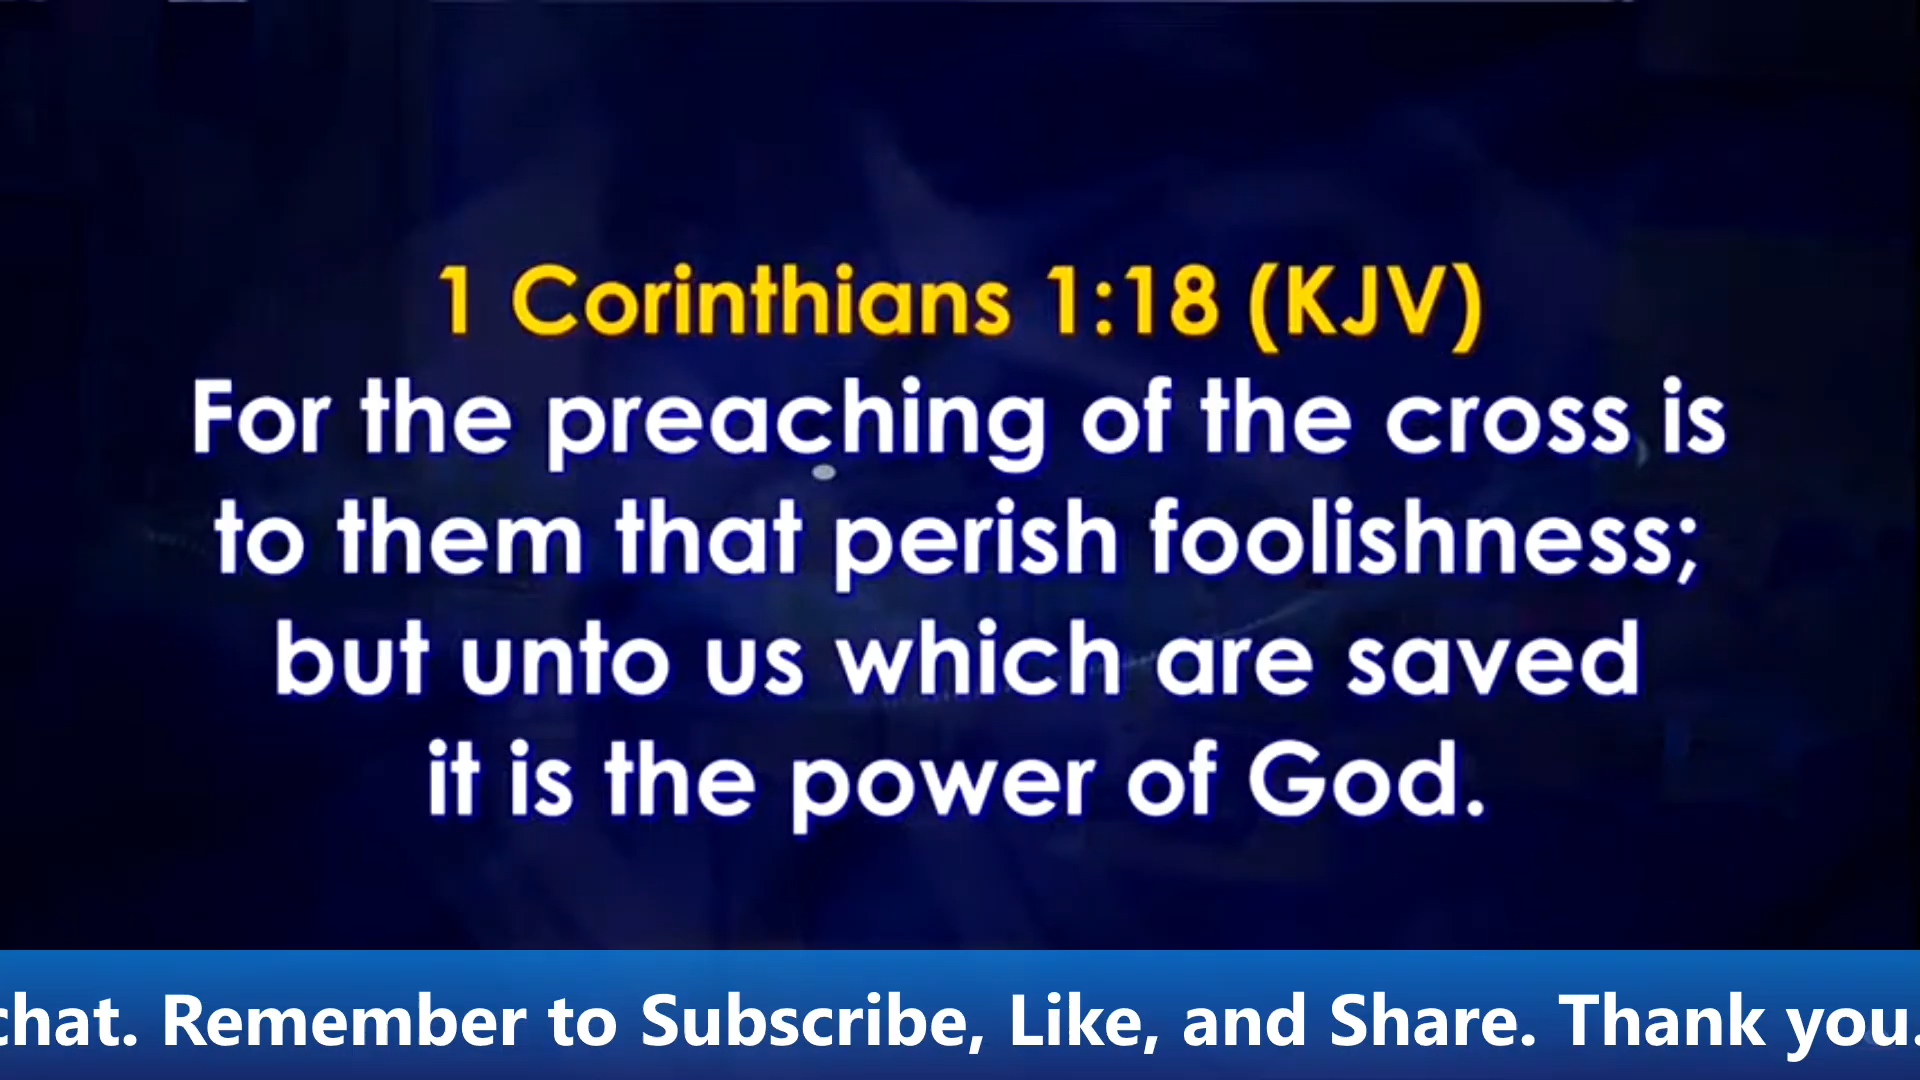 1 Corinthians 1:18 (KJV)
For the preaching of the cross is
to them that perish foolishness;
but unto us which are saved
it is the power of God.
chat. Remember to Subscribe, Like, and Share. Thank you.